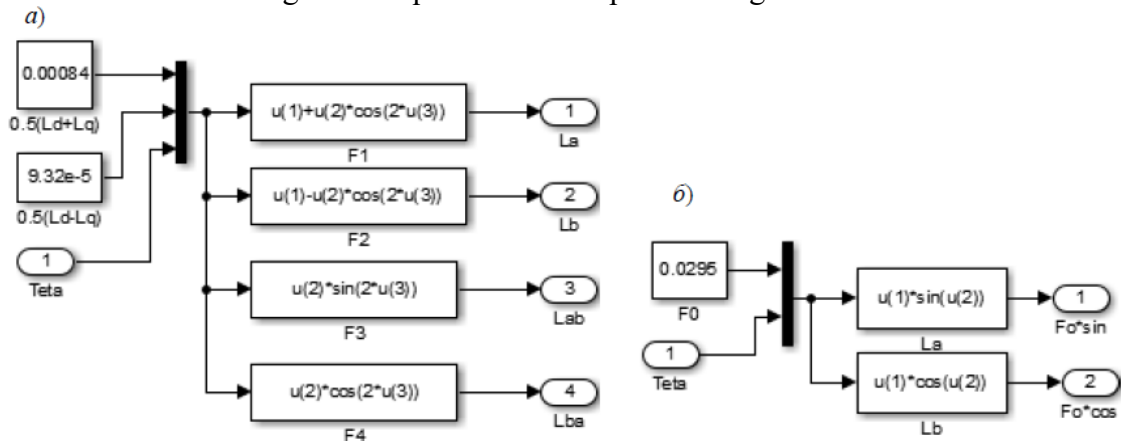 а)
0.00084
0.5(Ld+Lq)
9.32e-5
0.5(Ld-Lq)
1
Teta
u(1)+u(2)*cos(2*u(3))
F1
u(1)-u(2)*cos(2*u(3))
F2
u(2)*sin(2*u(3))
F3
u(2)*cos(2*u(3))
F4
1
La
2
Lb
3
Lab
4
Lba
б)
0.0295
F0
1
Teta
u(1)*sin(u(2))
La
u(1)*cos(u(2))
Lb
1
Fo*sin
2
Fo*cos